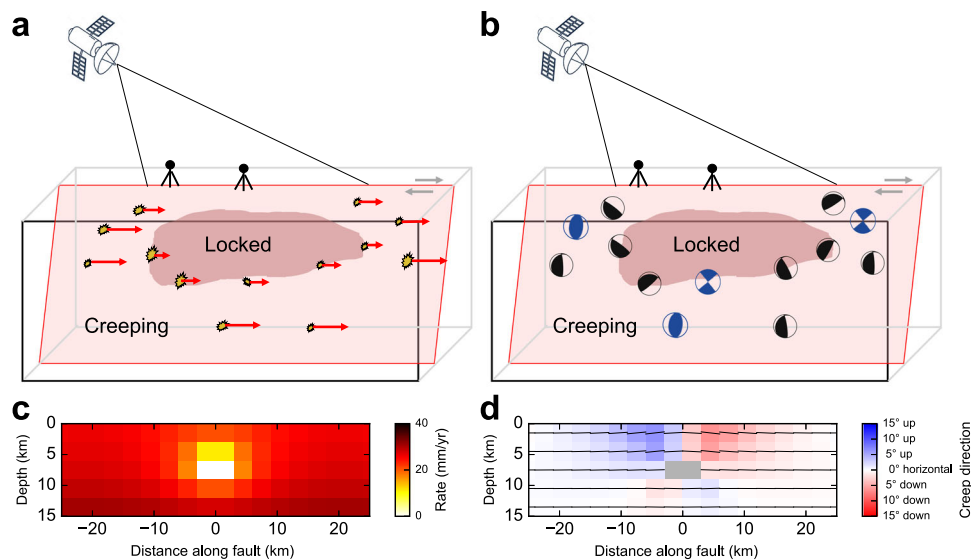 a
b
Locked
Creeping
Locked
Creeping
c
Depth (km)
0
5
10
15
−20 −10 0 10 20
Distance along fault (km)
40
20
0
Rate (mm/yr)
d
Depth (km)
0
5
10
15
−20 −10 0 10 20
Distance along fault (km)
15° up
10° up
5° up
0° horizontal
5° down
10° down
15° down
Creep direction